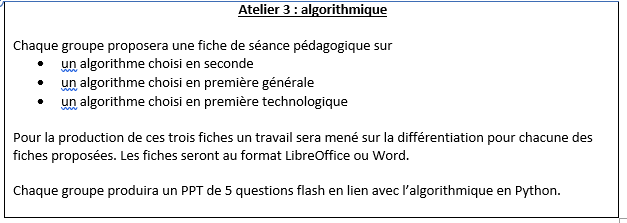 Atelier 3 : algorithmique
Chaque groupe proposera une fiche de séance pédagogique sur
• un algorithme choisi en seconde
• un algorithme choisi en première générale
• un algorithme choisi en première technologique
Pour la production de ces trois fiches un travail sera mené sur la différentiation pour chacune des
fiches proposées. Les fiches seront au format LibreOffice ou Word.
Chaque groupe produira un PPT de 5 questions flash en lien avec l’algorithmique en Python.